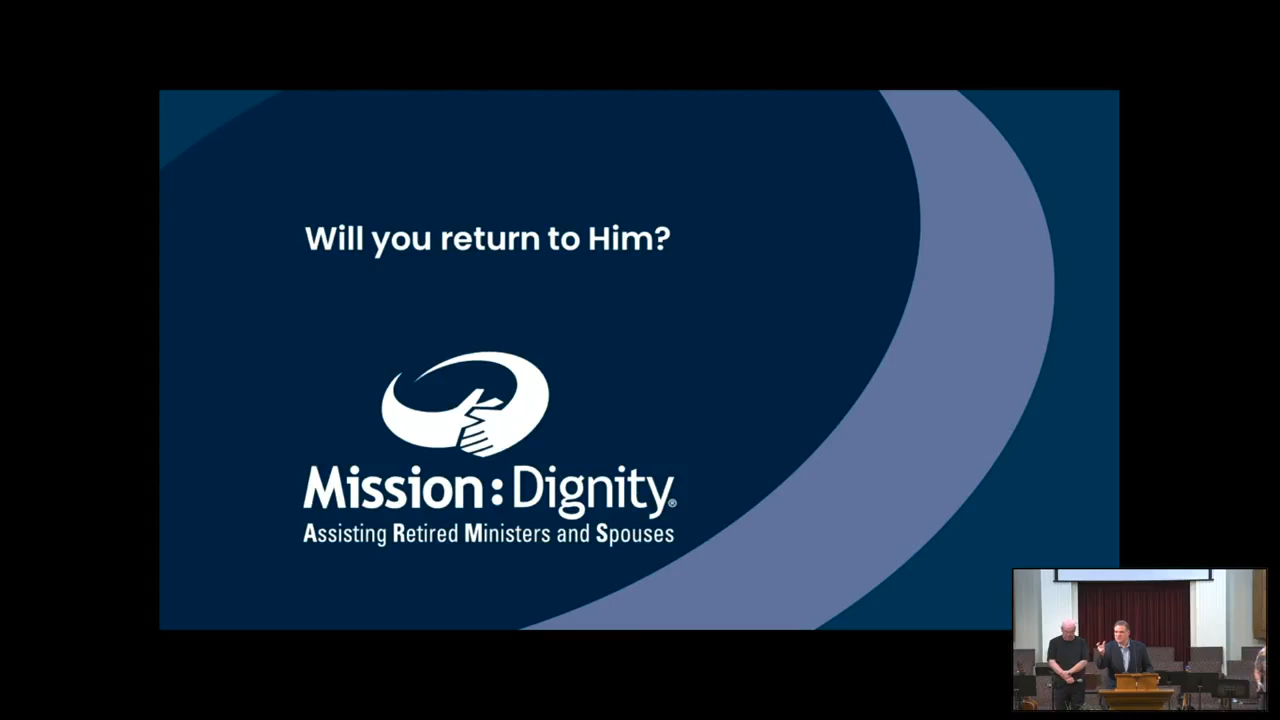 Will you return to Him?
Mission:Dignity®
Assisting Retired Ministers and Spouses